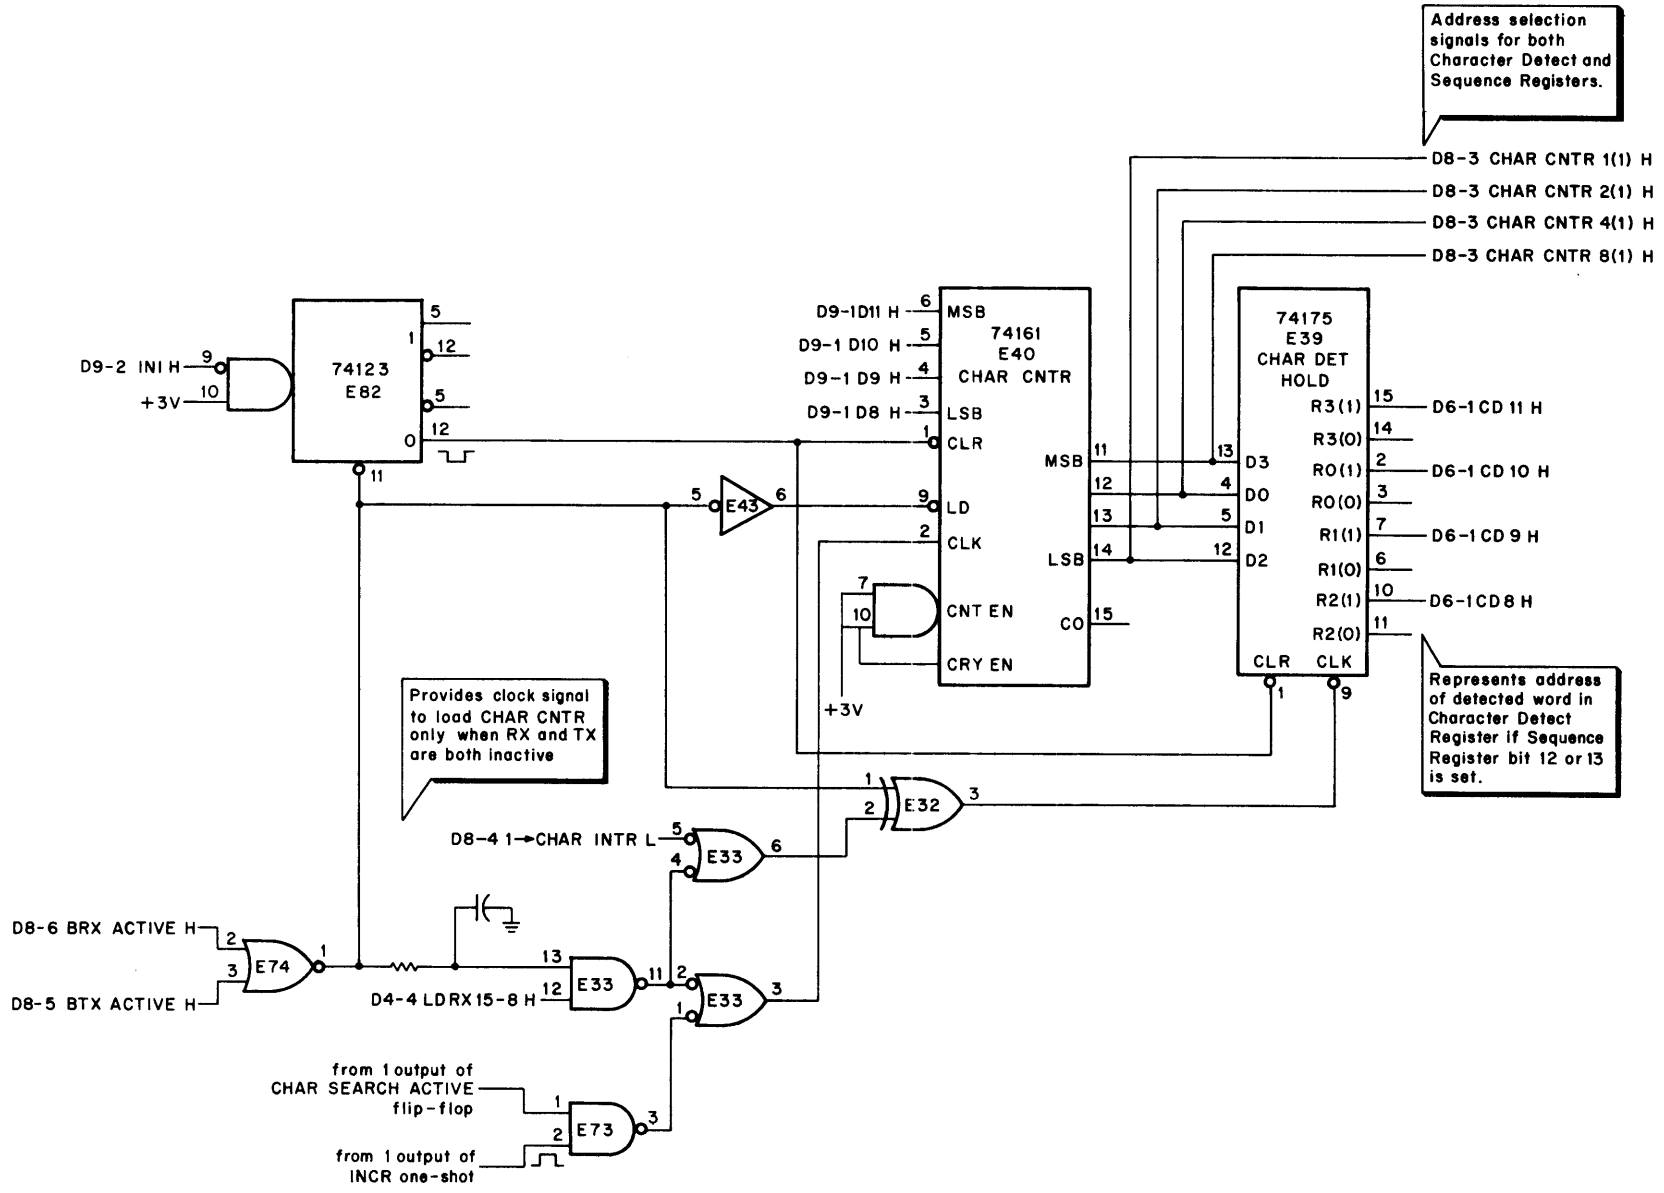 Address selection
signals for both
Character Detect and
Sequence Registers.
D8-3 CHAR CNTR 1(1) H
D8-3 CHAR CNTR 2(1) H
D8-3 CHAR CNTR 4(1) H
D8-3 CHAR CNTR 8(1) H
D9-2 INI H
9
10
+3V
74123
E82
1
0
5
12
5
12
11
D9-1 D11 H
6
MSB
D9-1 D10 H
5
D9-1 D9 H
4
D9-1 D8 H
3
LSB
1
CLR
9
LD
2
CLK
7
10
CNT EN
CRY EN
+3V
74161
E40
CHAR CNTR
MSB
11
12
13
LSB
14
CO
15
5
E43
6
74175
E39
CHAR DET
HOLD
13
D3
4
D0
5
D1
12
D2
R3(1)
15
D6-1 CD 11 H
R3(0)
14
R0(1)
2
D6-1 CD 10 H
R0(0)
3
R1(1)
7
D6-1 CD 9 H
R1(0)
6
R2(1)
10
D6-1 CD 8 H
R2(0)
11
CLR
CLK
1
9
Represents address
of detected word in
Character Detect
Register if Sequence
Register bit 12 or 13
is set.
Provides clock signal
to load CHAR CNTR
only when RX and TX
are both inactive
1
2
E32
3
D8-4 1→CHAR INTR L
5
4
E33
6
D8-6 BRX ACTIVE H
2
3
E74
1
D8-5 BTX ACTIVE H
13
D4-4 LDRX 15-8 H
12
E33
11
2
1
E33
3
from 1 output of
CHAR SEARCH ACTIVE
flip-flop
1
2
E73
3
from 1 output of
INCR one-shot